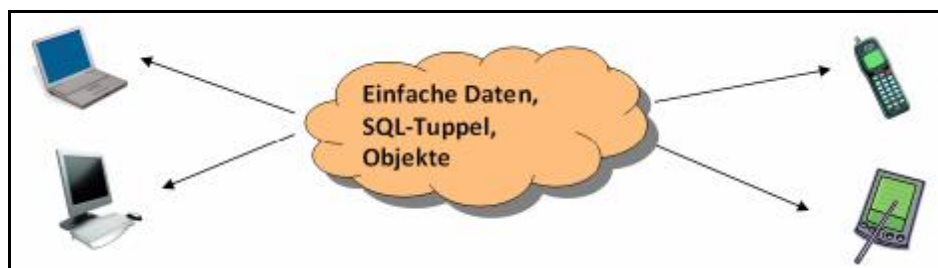 Einfache Daten,
SQL-Tuppel,
Objekte